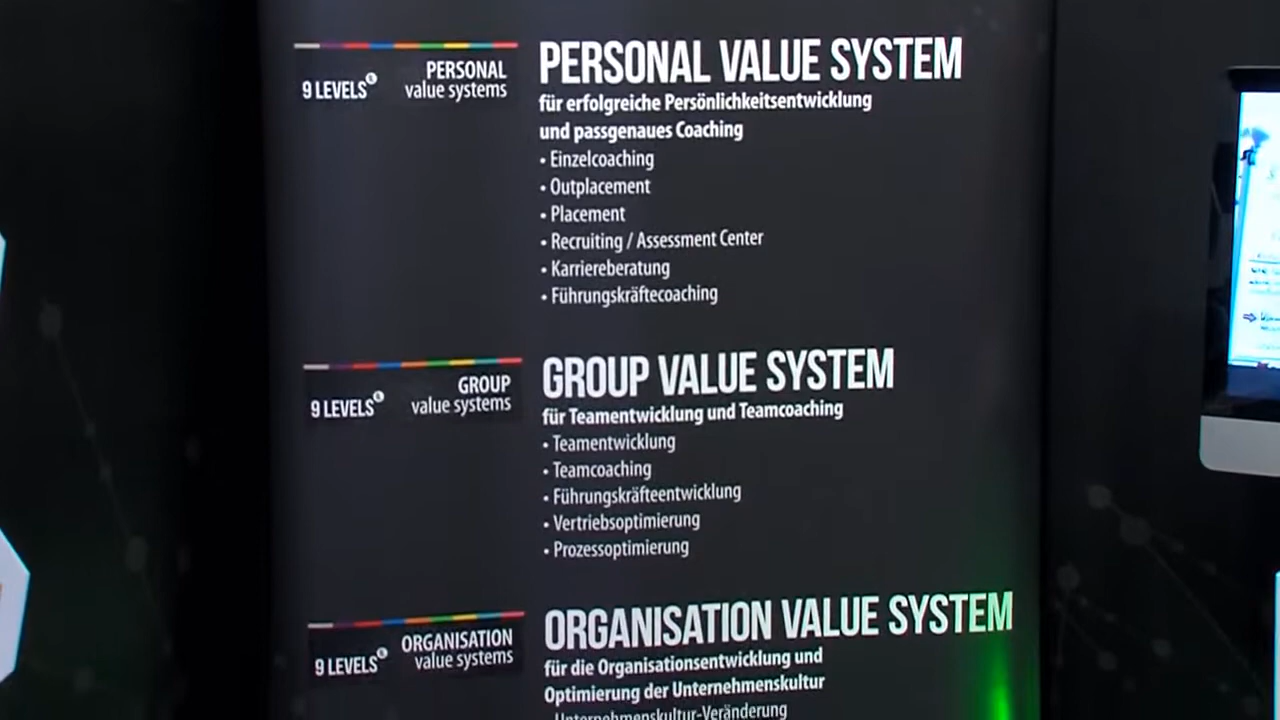 9 LEVELS
PERSONAL
value systems
PERSONAL VALUE SYSTEM
für erfolgreiche Persönlichkeitsentwicklung
und passgenaues Coaching
• Einzelcoaching
• Outplacement
• Placement
• Recruiting / Assessment Center
• Karriereberatung
• Führungskräftecoaching
9 LEVELS
GROUP
value systems
GROUP VALUE SYSTEM
für Teamentwicklung und Teamcoaching
• Teamentwicklung
• Teamcoaching
• Führungskräfteentwicklung
• Vertriebsoptimierung
• Prozessoptimierung
9 LEVELS
ORGANISATION
value systems
ORGANISATION VALUE SYSTEM
für die Organisationsentwicklung und
Optimierung der Unternehmenskultur
Unternehmenskultur-Veränderung